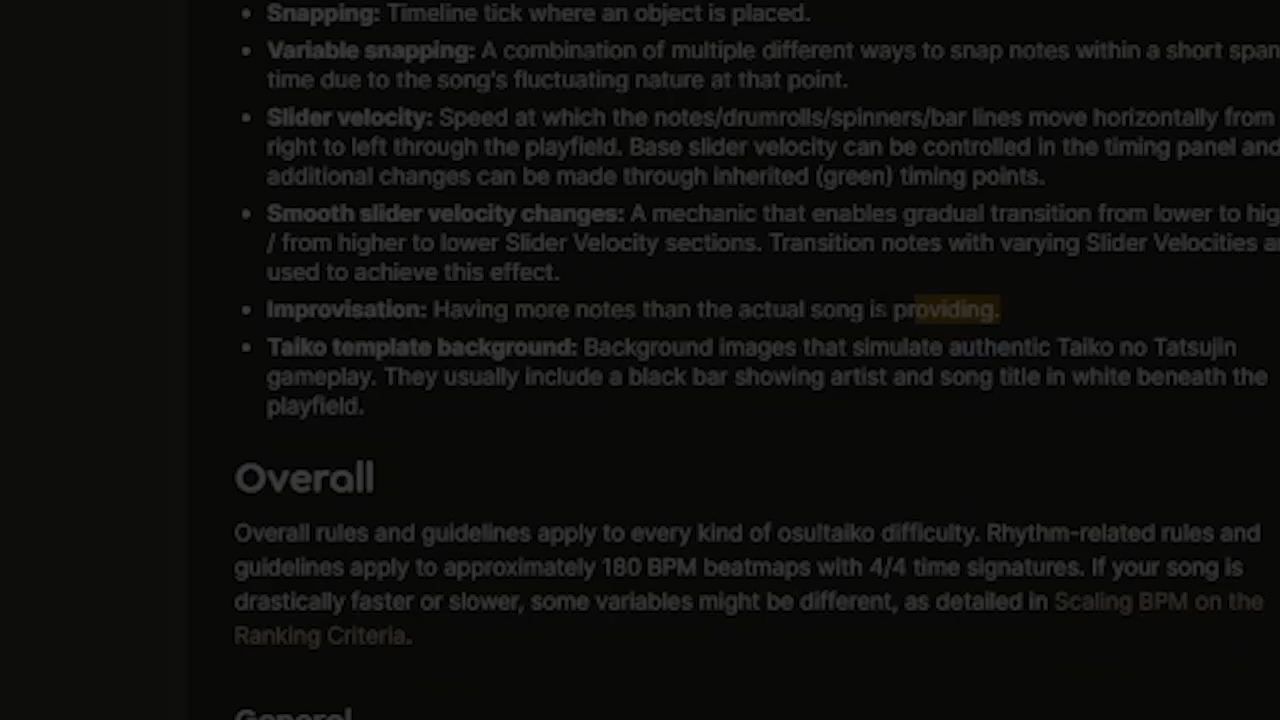 • Snapping: Timeline tick where an object is placed.
• Variable snapping: A combination of multiple different ways to snap notes within a short span
time due to the song's fluctuating nature at that point.
• Slider velocity: Speed at which the notes/drumrolls/spinners/bar lines move horizontally from
right to left through the playfield. Base slider velocity can be controlled in the timing panel and
additional changes can be made through inherited (green) timing points.
• Smooth slider velocity changes: A mechanic that enables gradual transition from lower to hig
/ from higher to lower Slider Velocity sections. Transition notes with varying Slider Velocities a
used to achieve this effect.
• Improvisation: Having more notes than the actual song is providing.
• Taiko template background: Background images that simulate authentic Taiko no Tatsujin
gameplay. They usually include a black bar showing artist and song title in white beneath the
playfield.
Overall
Overall rules and guidelines apply to every kind of osu!taiko difficulty. Rhythm-related rules and
guidelines apply to approximately 180 BPM beatmaps with 4/4 time signatures. If your song is
drastically faster or slower, some variables might be different, as detailed in Scaling BPM on the
Ranking Criteria.
General